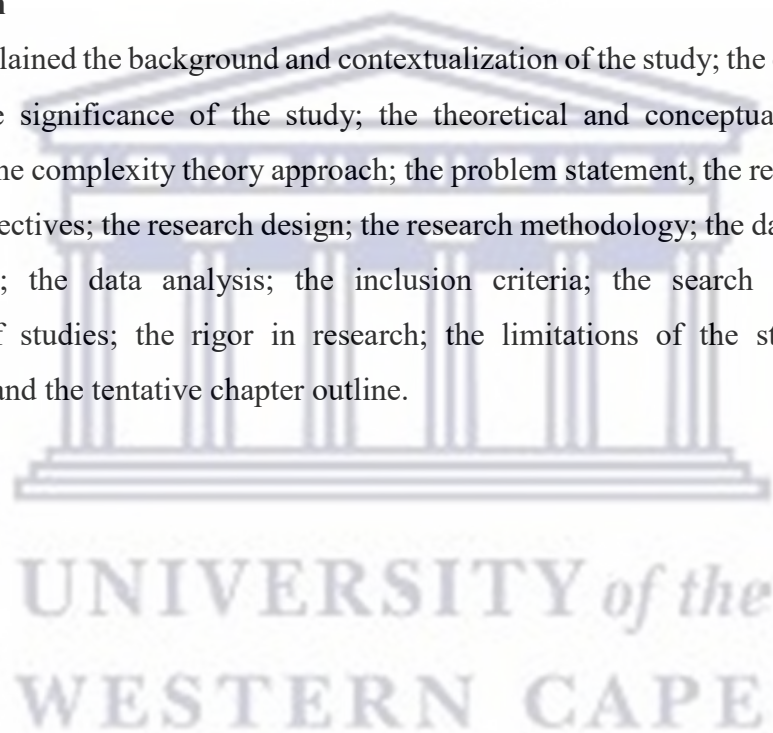 lained the background and contextualization of the study; the
significance of the study; the theoretical and conceptua
complexity theory approach; the problem statement, the re
ectives; the research design; the research methodology; the da
; the data analysis; the inclusion criteria; the search
studies; the rigor in research; the limitations of the st
and the tentative chapter outline.
UNIVERSITY of the
WESTERN CAPE